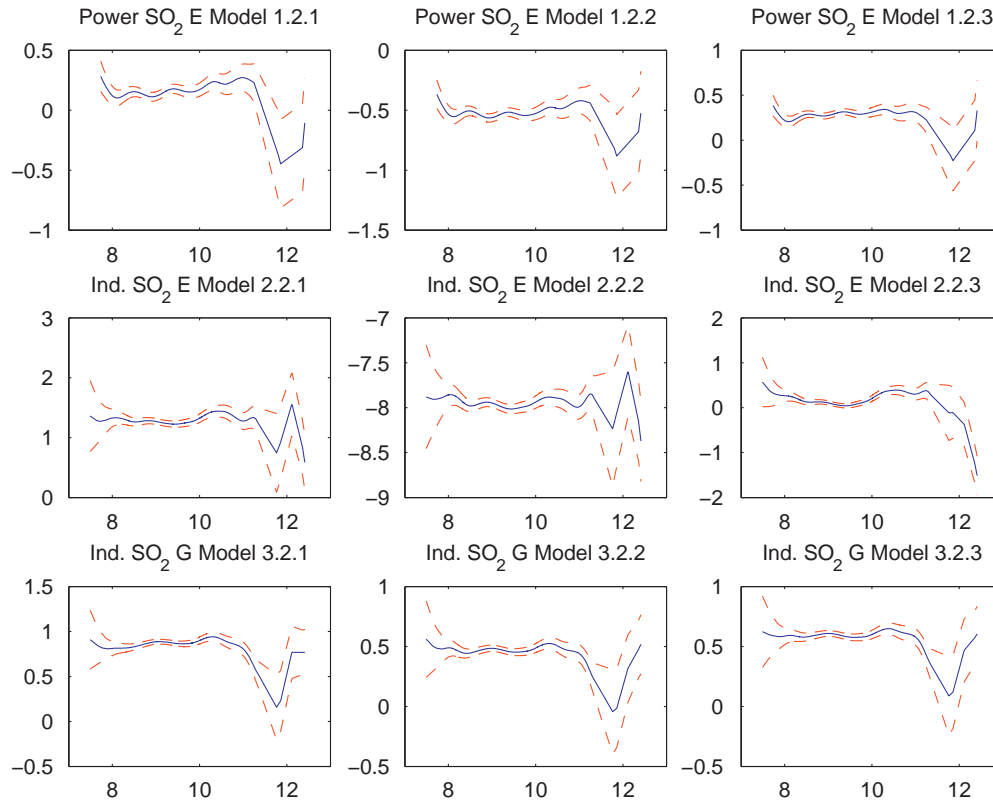 Power SO2 E Model 1.2.1
Power SO2 E Model 1.2.2
Power SO2 E Model 1.2.3
0.5
0
−0.5
−1
8 10 12
0
−0.5
−1
−1.5
8 10 12
1
0.5
0
−0.5
−1
8 10 12
Ind. SO2 E Model 2.2.1
Ind. SO2 E Model 2.2.2
Ind. SO2 E Model 2.2.3
3
2
1
0
8 10 12
−7
−7.5
−8
−8.5
−9
8 10 12
2
1
0
−1
−2
8 10 12
Ind. SO2 G Model 3.2.1
Ind. SO2 G Model 3.2.2
Ind. SO2 G Model 3.2.3
1.5
1
0.5
0
−0.5
8 10 12
1
0.5
0
−0.5
8 10 12
1
0.5
0
−0.5
8 10 12